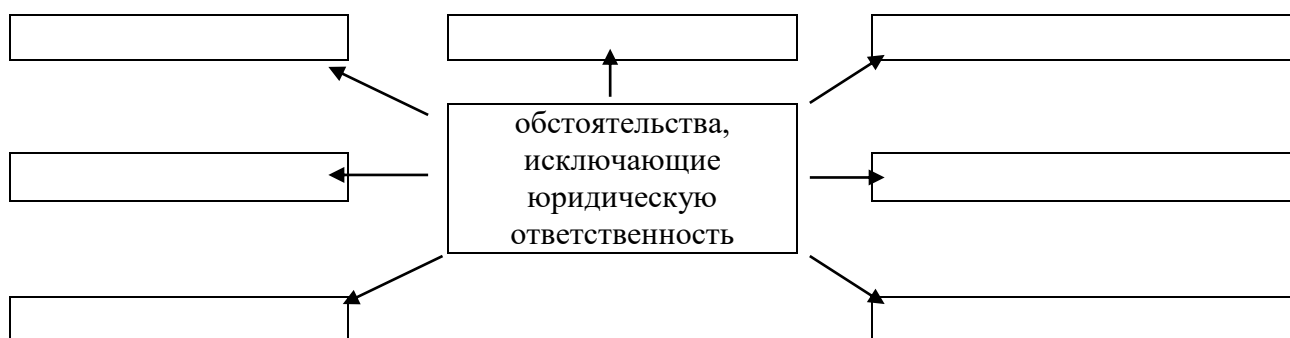 обстоятельства,
исключающие
юридическую
ответственность